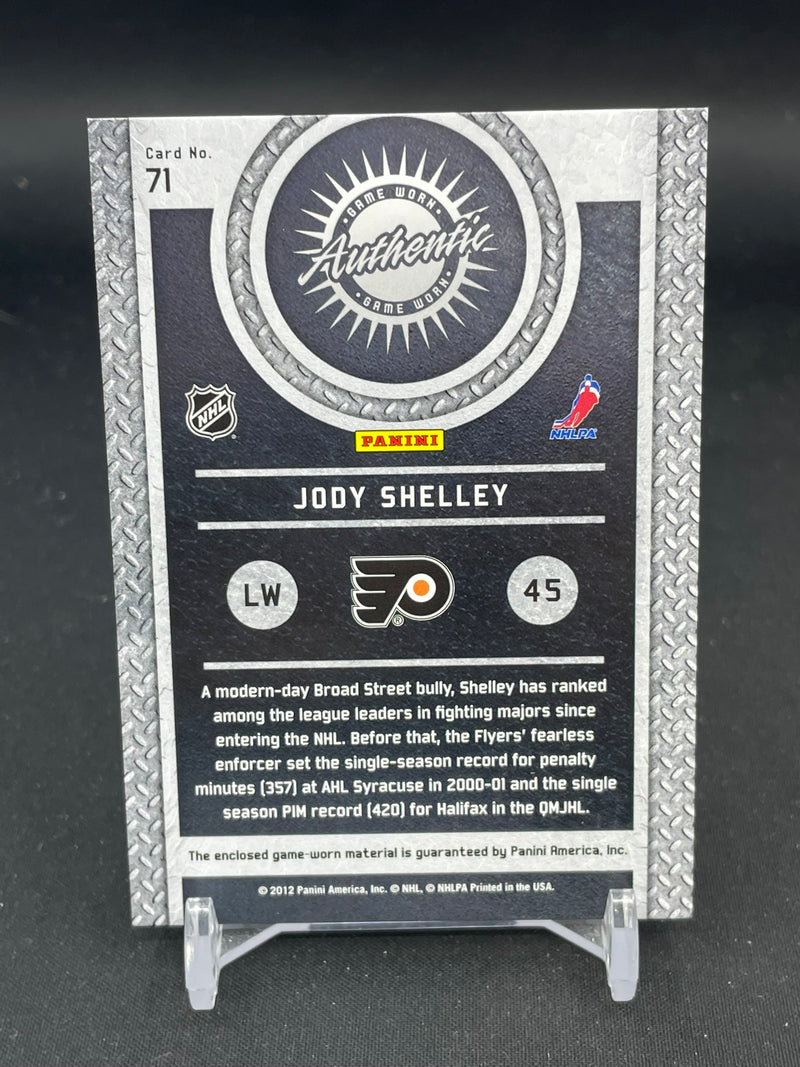 Card No.
71
GAME WORN
Authentic
GAME WORN
NHL
NHLPA
PANINI
JODY SHELLEY
LW
45
A modern-day Broad Street bully, Shelley has ranked
among the league leaders in fighting majors since
entering the NHL. Before that, the Flyers' fearless
enforcer set the single-season record for penalty
minutes (357) at AHL Syracuse in 2000-01 and the single
season PIM record (420) for Halifax in the QMJHL.
The enclosed game-worn material is guaranteed by Panini America, Inc.
© 2012 Panini America, Inc. © NHL, © NHLPA Printed in the USA.